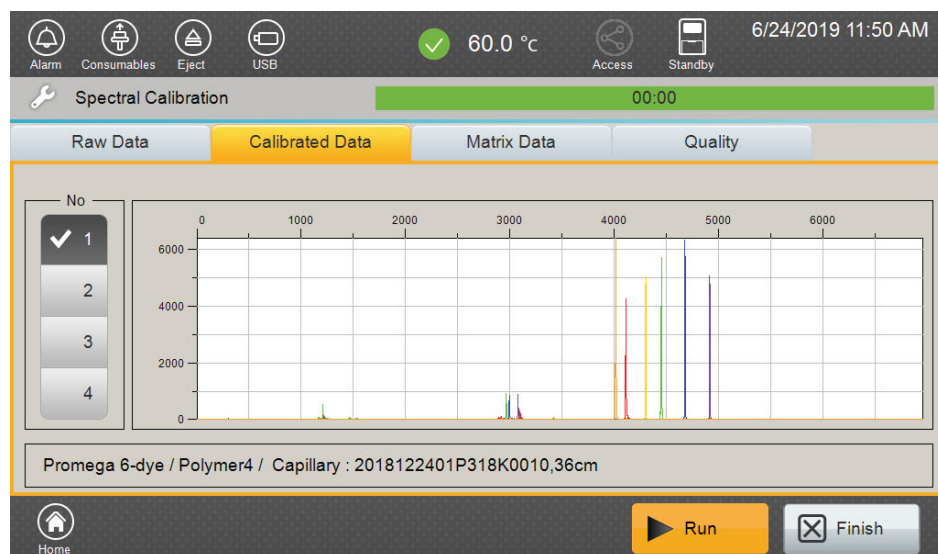 6/24/2019 11:50 AM
60.0 °c
Alarm Consumables Eject USB Access Standby
Spectral Calibration 00:00
Raw Data Calibrated Data Matrix Data Quality
No
0 1000 2000 3000 4000 5000 6000
1
6000
2
4000
3
2000
4
0
Promega 6-dye / Polymer4 / Capillary : 2018122401P318K0010,36cm
Run Finish
Home